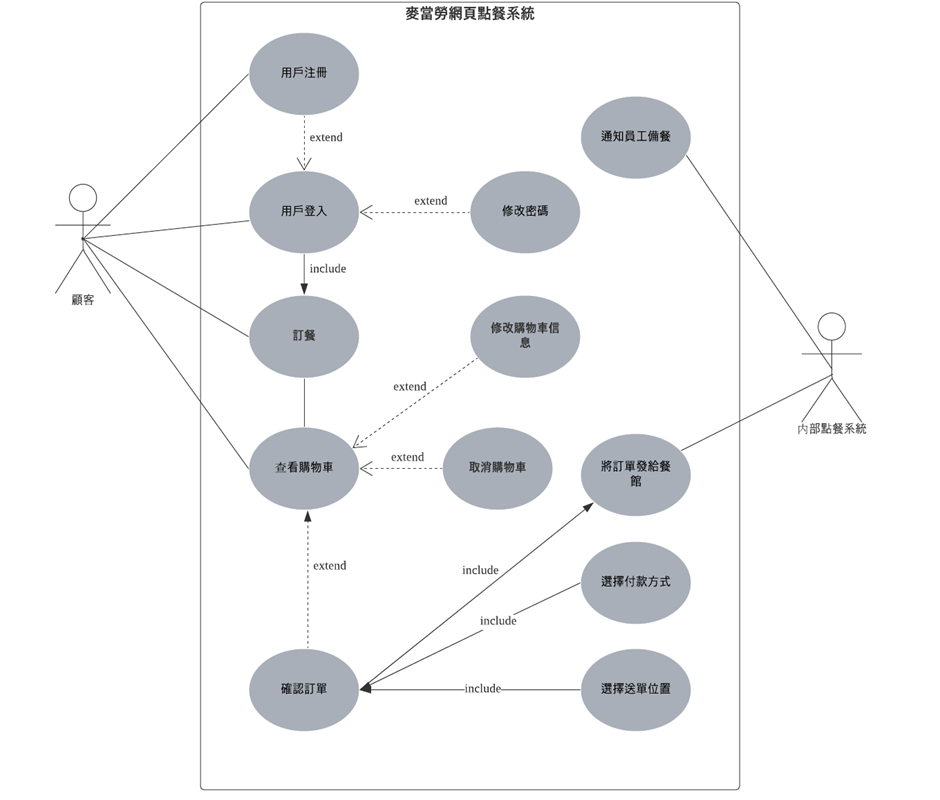 麥當勞網頁點餐系統
用戶注冊
extend
通知員工備餐
用戶登入
extend
修改密碼
include
顧客
訂餐
修改購物車信
息
extend
內部點餐系統
查看購物車
extend
取消購物車
將訂單發給餐
館
extend
include
選擇付款方式
include
確認訂單
include
選擇送單位置